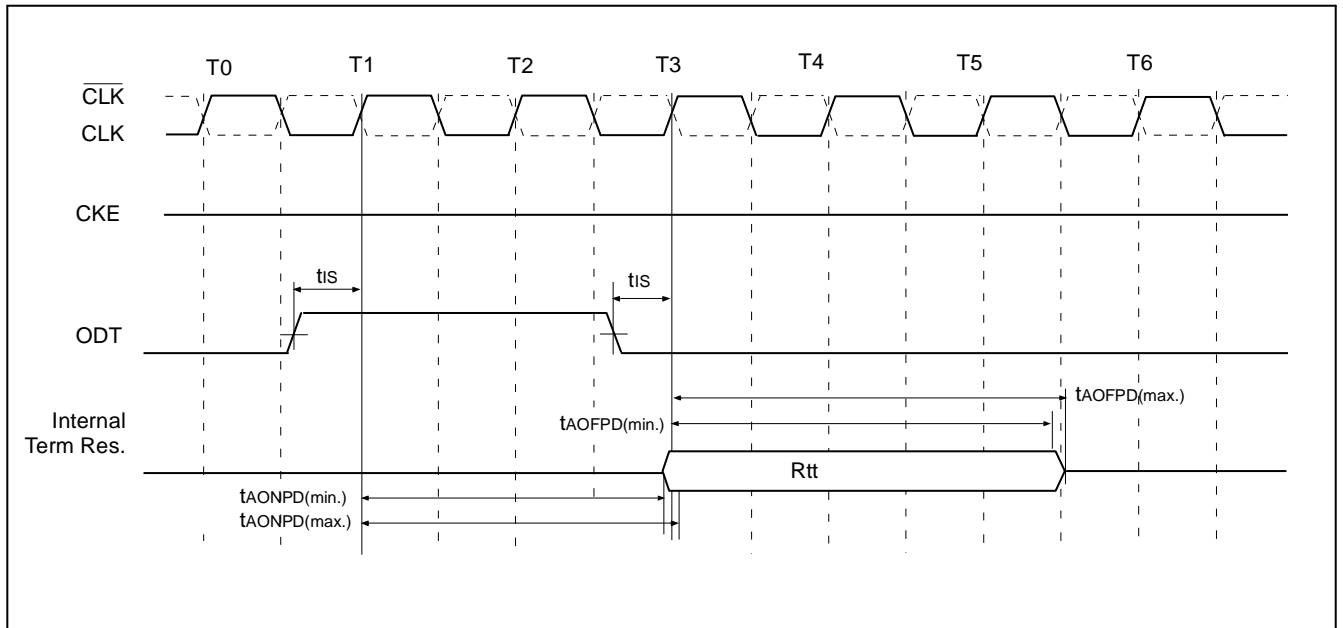 T0 T1 T2 T3 T4 T5 T6
CLK
CLK
CKE
tIS tIS
ODT
tAOFPD(max.)
Internal
tAOFPD(min.)
Term Res.
Rtt
tAONPD(min.)
tAONPD(max.)